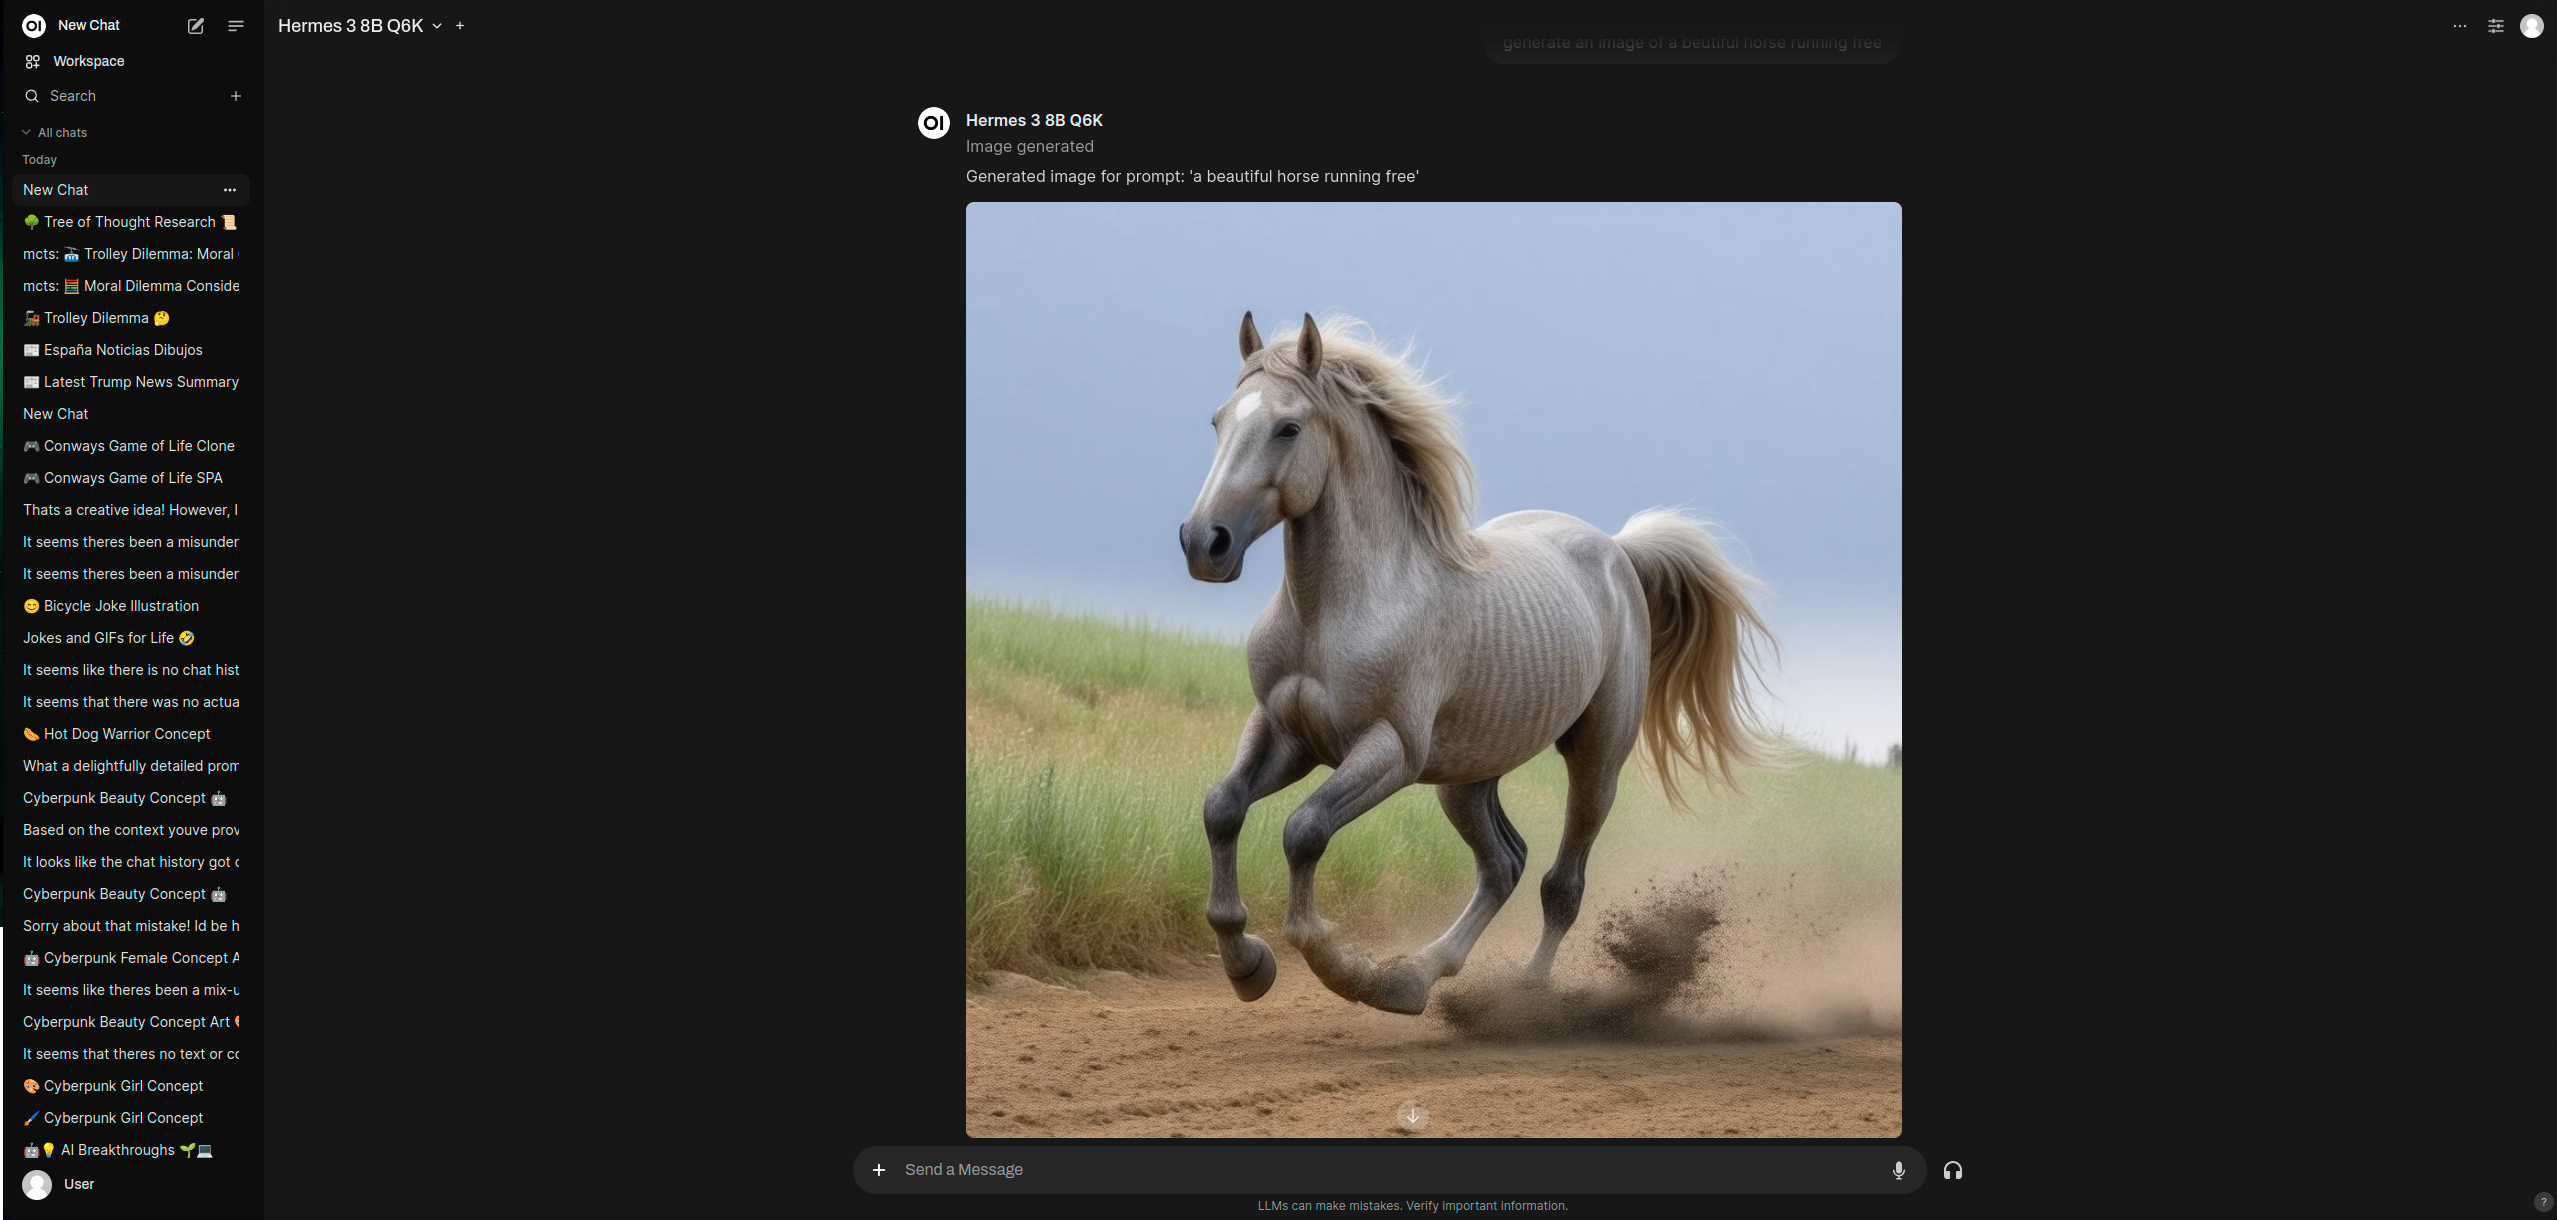 OI New Chat
Workspace
Search
All chats
Today
New Chat
Tree of Thought Research
mcts: Trolley Dilemma: Moral
mcts: Moral Dilemma Conside
Trolley Dilemma
España Noticias Dibujos
Latest Trump News Summary
New Chat
Conways Game of Life Clone
Conways Game of Life SPA
Thats a creative idea! However, I
It seems theres been a misunder
It seems theres been a misunder
Bicycle Joke Illustration
Jokes and GIFs for Life
It seems like there is no chat hist
It seems that there was no actua
Hot Dog Warrior Concept
What a delightfully detailed prom
Cyberpunk Beauty Concept
Based on the context youve prov
It looks like the chat history got c
Cyberpunk Beauty Concept
Sorry about that mistake! Id be h
Cyberpunk Female Concept A
It seems like theres been a mix-u
Cyberpunk Beauty Concept Art
It seems that theres no text or co
Cyberpunk Girl Concept
Cyberpunk Girl Concept
AI Breakthroughs
User
Hermes 3 8B Q6K
generate an image of a beutiful horse running free
OI Hermes 3 8B Q6K
Image generated
Generated image for prompt: 'a beautiful horse running free'
Send a Message
LLMs can make mistakes. Verify important information.
?